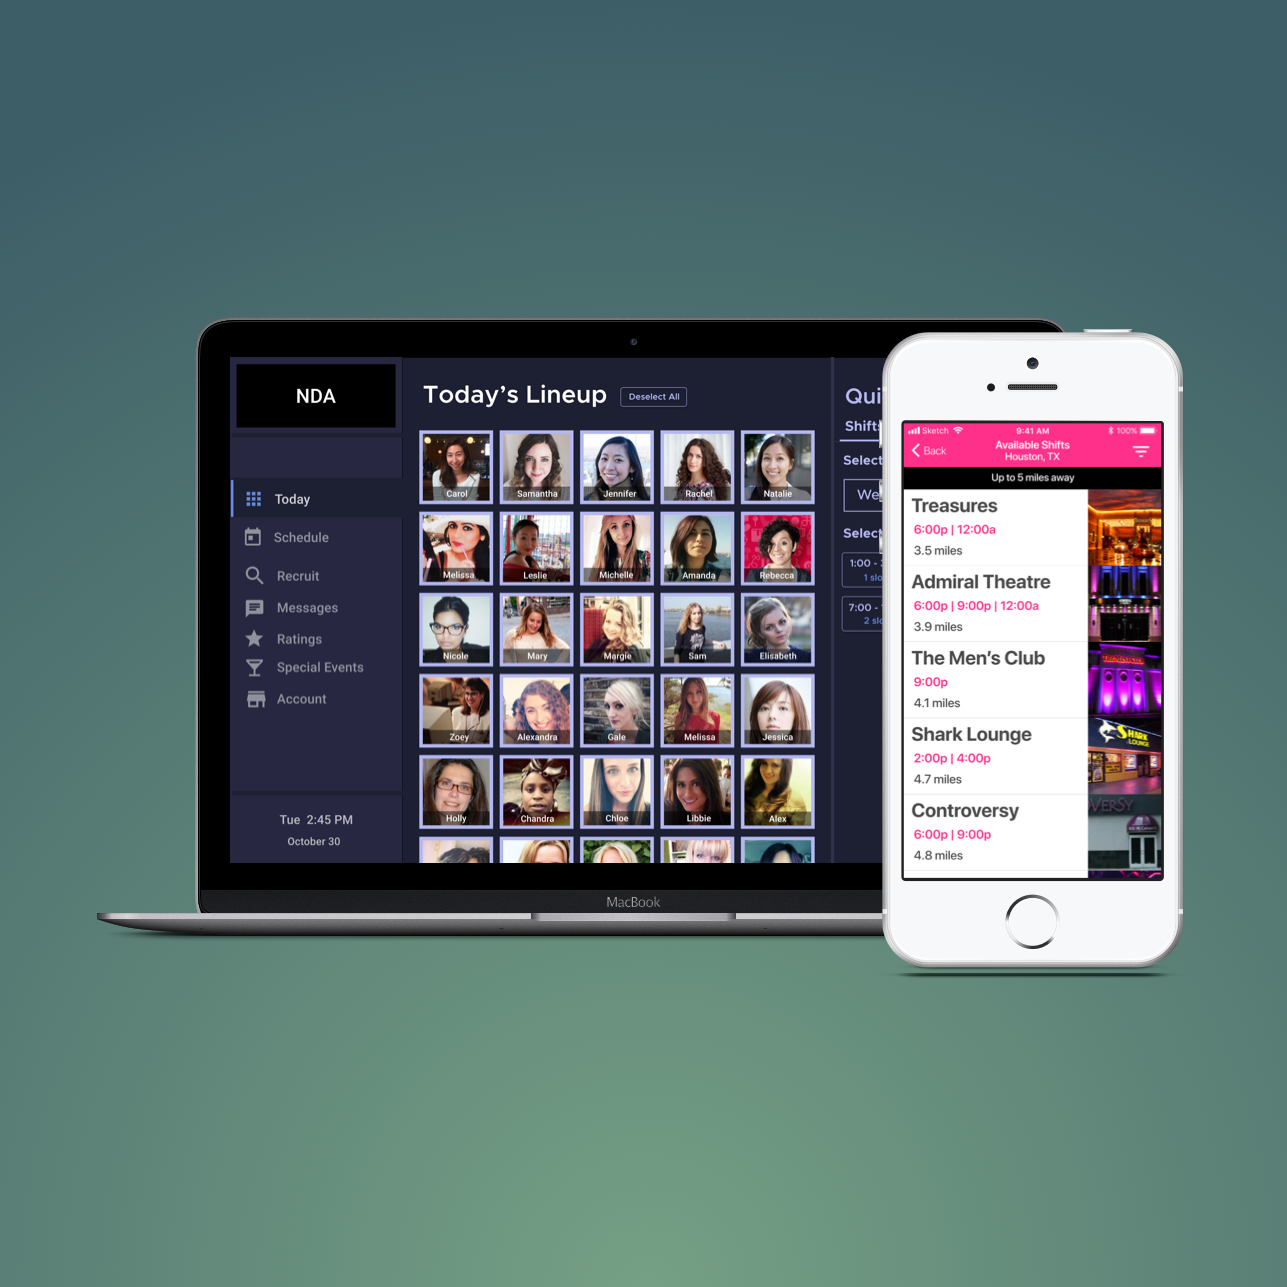 NDA
Today
Schedule
Recruit
Messages
Ratings
Special Events
Account
Tue 2:45 PM
October 30
Today's Lineup
Deselect All
Carol
Samantha
Jennifer
Rachel
Natalie
Melissa
Leslie
Michelle
Amanda
Rebecca
Nicole
Mary
Margie
Sam
Elisabeth
Zoey
Alexandra
Gale
Melissa
Jessica
Holly
Chandra
Chloe
Libbie
Alex
Qui
Shifts
Select
We
Select
1:00 -
1 slo
7:00 -
2 slo
MacBook
Sketch
9:41 AM
100%
Back
Available Shifts
Houston, TX
Up to 5 miles away
Treasures
6:00p | 12:00a
3.5 miles
Admiral Theatre
6:00p | 9:00p | 12:00a
3.9 miles
The Men's Club
9:00p
4.1 miles
Shark Lounge
2:00p | 4:00p
4.7 miles
SHARK
LOUNGE
Controversy
6:00p | 9:00p
4.8 miles
OVERSY